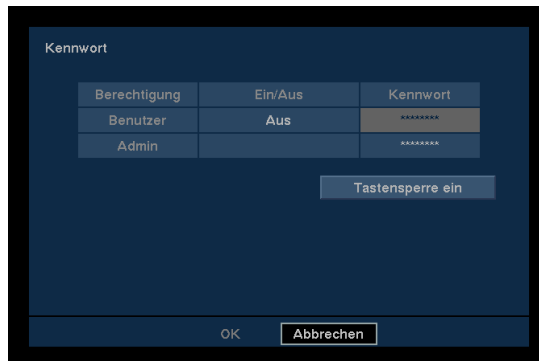 Kennwort
Berechtigung Ein/Aus Kennwort
Benutzer Aus ********
Admin ********
Tastensperre ein
OK Abbrechen